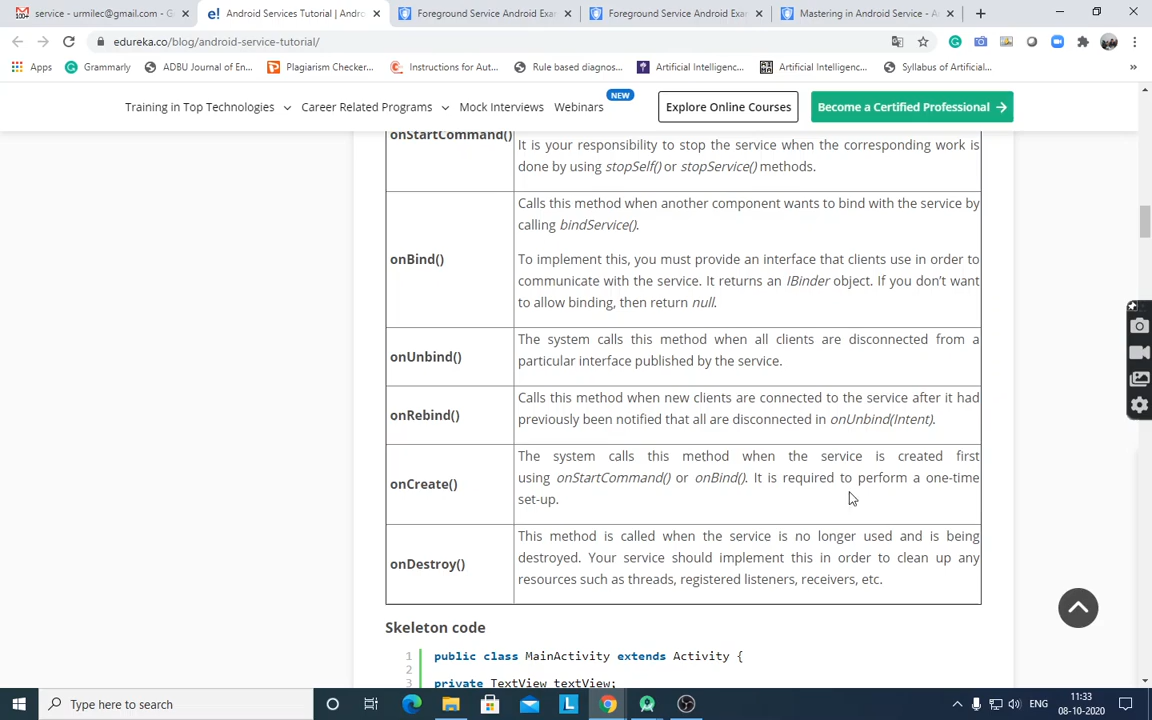 service - urmilec@gmail.com - G
Android Services Tutorial | Andro
Foreground Service Android Exar
Foreground Service Android Exar
Mastering in Android Service - A
edureka.co/blog/android-service-tutorial/
Apps
Grammarly
ADBU Journal of En...
Plagiarism Checker...
Instructions for Aut...
Rule based diagnos...
Artificial Intelligenc...
Artificial Intelligenc...
Syllabus of Artificial...
»
NEW
Training in Top Technologies
Career Related Programs
Mock Interviews
Webinars
Explore Online Courses
Become a Certified Professional
onStartCommand()
It is your responsibility to stop the service when the corresponding work is
done by using stopSelf() or stopService() methods.
onBind()
Calls this method when another component wants to bind with the service by
calling bindService().
To implement this, you must provide an interface that clients use in order to
communicate with the service. It returns an IBinder object. If you don't want
to allow binding, then return null.
onUnbind()
The system calls this method when all clients are disconnected from a
particular interface published by the service.
onRebind()
Calls this method when new clients are connected to the service after it had
previously been notified that all are disconnected in onUnbind(Intent).
onCreate()
The system calls this method when the service is created first
using onStartCommand() or onBind(). It is required to perform a one-time
set-up.
onDestroy()
This method is called when the service is no longer used and is being
destroyed. Your service should implement this in order to clean up any
resources such as threads, registered listeners, receivers, etc.
Skeleton code
1 public class MainActivity extends Activity {
2
3 private TextView textView;
Type here to search
ENG
11:33
08-10-2020